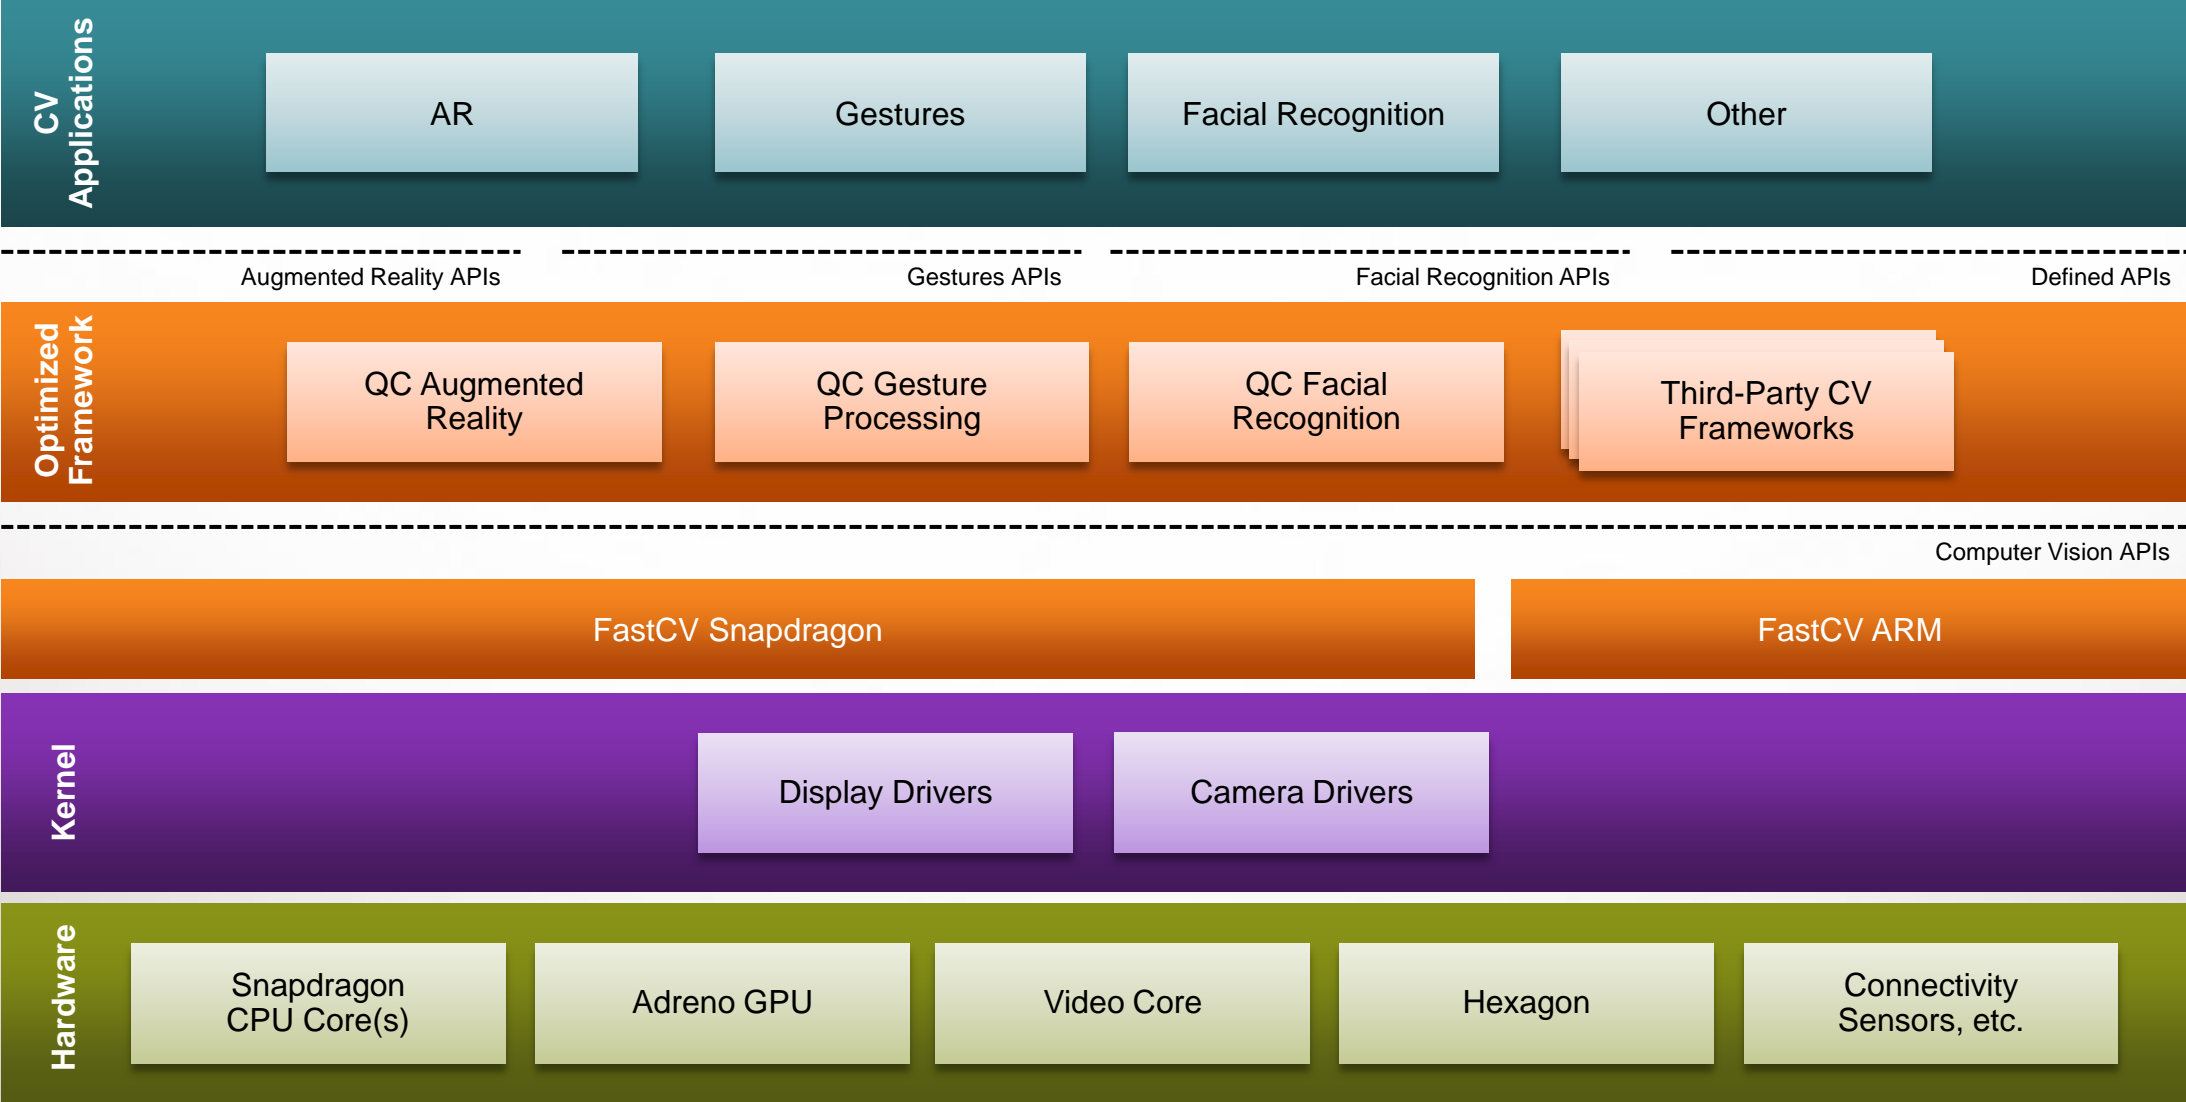 CV
Applications
AR
Gestures
Facial Recognition
Other
Augmented Reality APIs
Gestures APIs
Facial Recognition APIs
Defined APIs
Optimized
Framework
QC Augmented
Reality
QC Gesture
Processing
QC Facial
Recognition
Third-Party CV
Frameworks
Computer Vision APIs
FastCV Snapdragon
FastCV ARM
Kernel
Display Drivers
Camera Drivers
Hardware
Snapdragon
CPU Core(s)
Adreno GPU
Video Core
Hexagon
Connectivity
Sensors, etc.